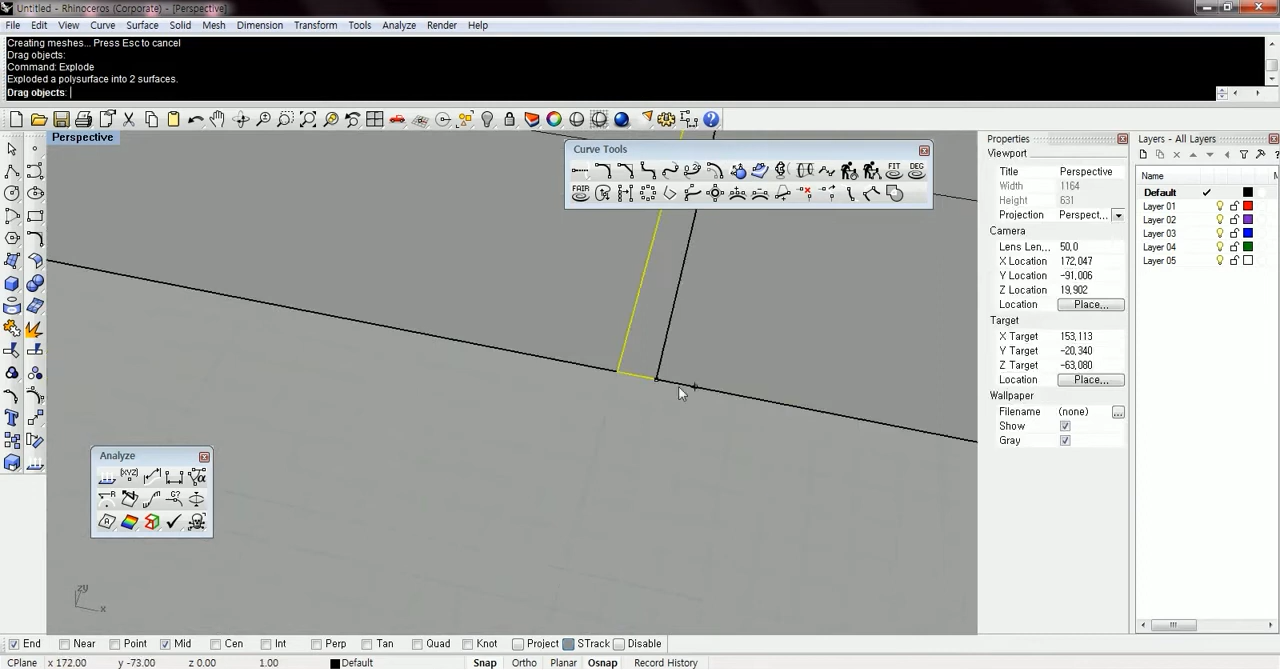 Untitled - Rhinoceros (Corporate) - [Perspective]
File Edit View Curve Surface Solid Mesh Dimension Transform Tools Analyze Render Help
Creating meshes... Press Esc to cancel
Drag objects:
Command: Explode
Exploded a polysurface into 2 surfaces.
Drag objects:
Perspective
Curve Tools
FIT DEG
FAIR
Properties
Viewport
Title Perspective
Width 1164
Height 631
Projection Perspect...
Camera
Lens Len... 50,0
X Location 172,047
Y Location -91,006
Z Location 19,902
Location Place...
Target
X Target 153,113
Y Target -20,340
Z Target -63,080
Location Place...
Wallpaper
Filename (none) ...
Show
Gray
Layers - All Layers
Name
Default
Layer 01
Layer 02
Layer 03
Layer 04
Layer 05
Analyze
XYZ
R G?
A
zy
x
End Near Point Mid Cen Int Perp Tan Quad Knot Project STrack Disable
CPlane x 172.00 y -73.00 z 0.00 1.00 Default Snap Ortho Planar Osnap Record History